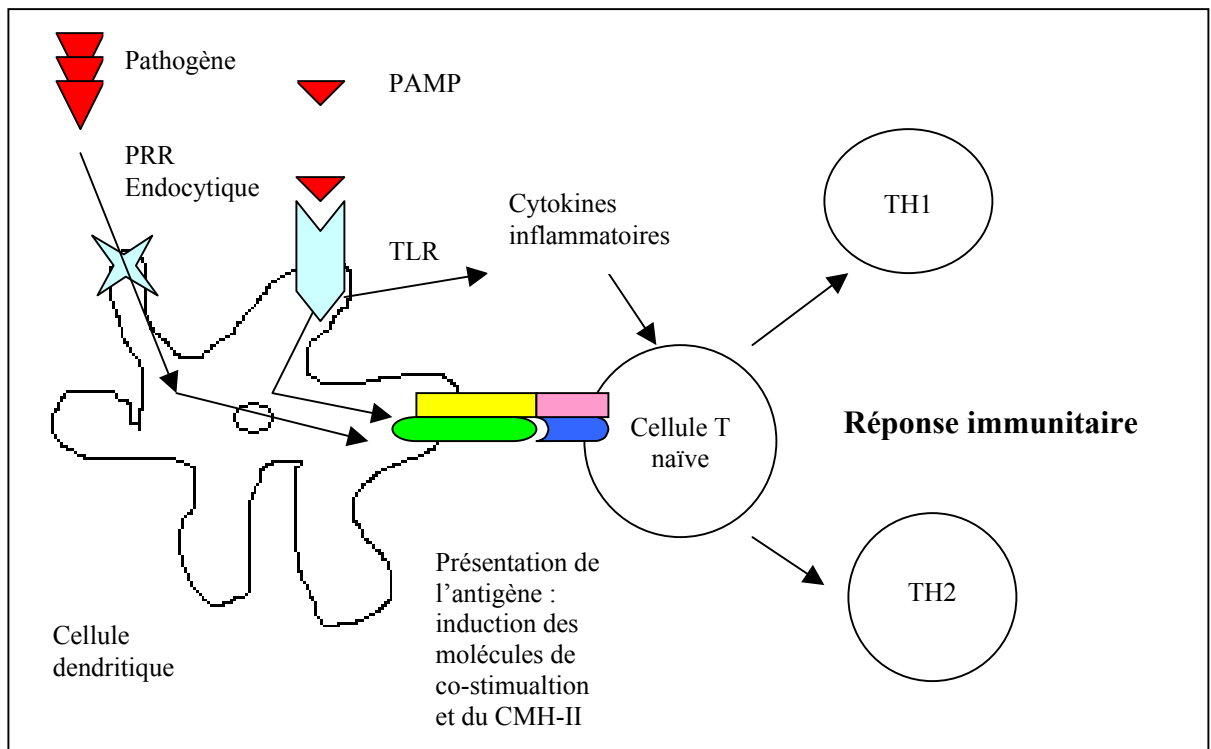 Pathogène
PAMP
PRR
Endocytique
TLR
Cytokines
inflammatoires
TH1
Cellule T
naïve
Réponse immunitaire
TH2
Présentation de
l’antigène :
induction des
molécules de
co-stimualtion
et du CMH-II
Cellule
dendritique